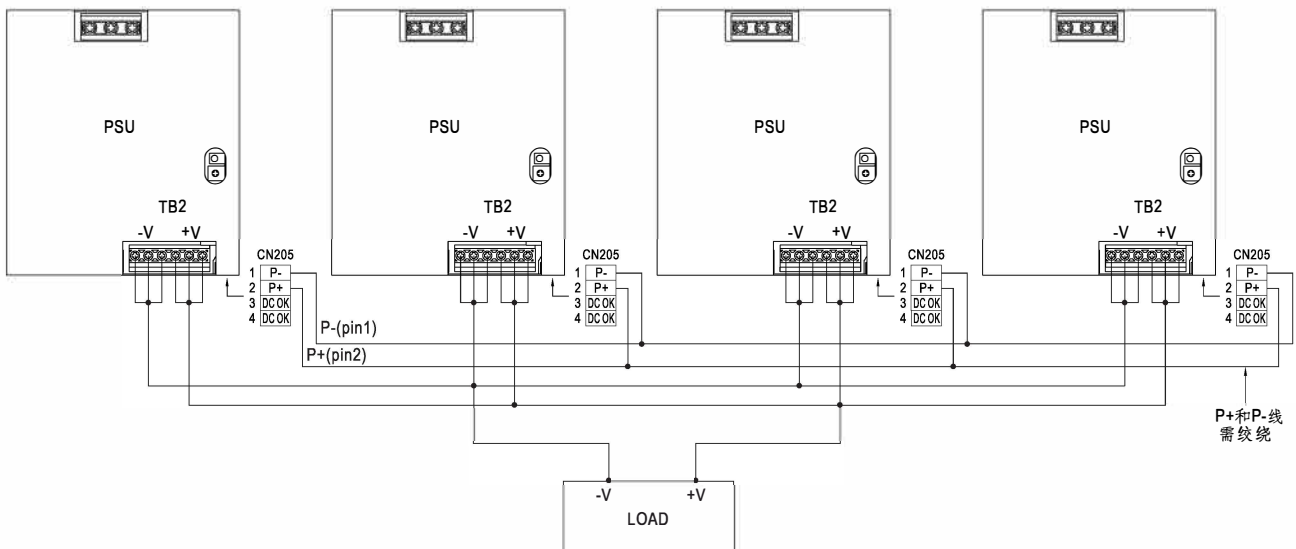 PSU
PSU
PSU
PSU
TB2
TB2
TB2
TB2
-V +V
-V +V
-V +V
-V +V
CN205
1 P-
2 P+
3 DC OK
4 DC OK
CN205
1 P-
2 P+
3 DC OK
4 DC OK
CN205
1 P-
2 P+
3 DC OK
4 DC OK
CN205
1 P-
2 P+
3 DC OK
4 DC OK
P-(pin1)
P+(pin2)
P+和P-线
需绞绕
-V +V
LOAD